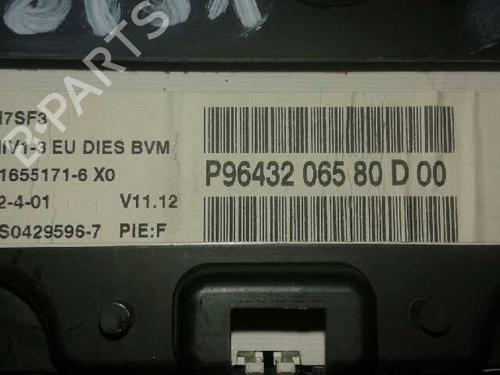 I7SF3
NIV1-3 EU DIES BVM
1655171-6 X0
2-4-01 V11.12
S0429596-7 PIE:F
P96432 065 80 D 00
B-PARTS